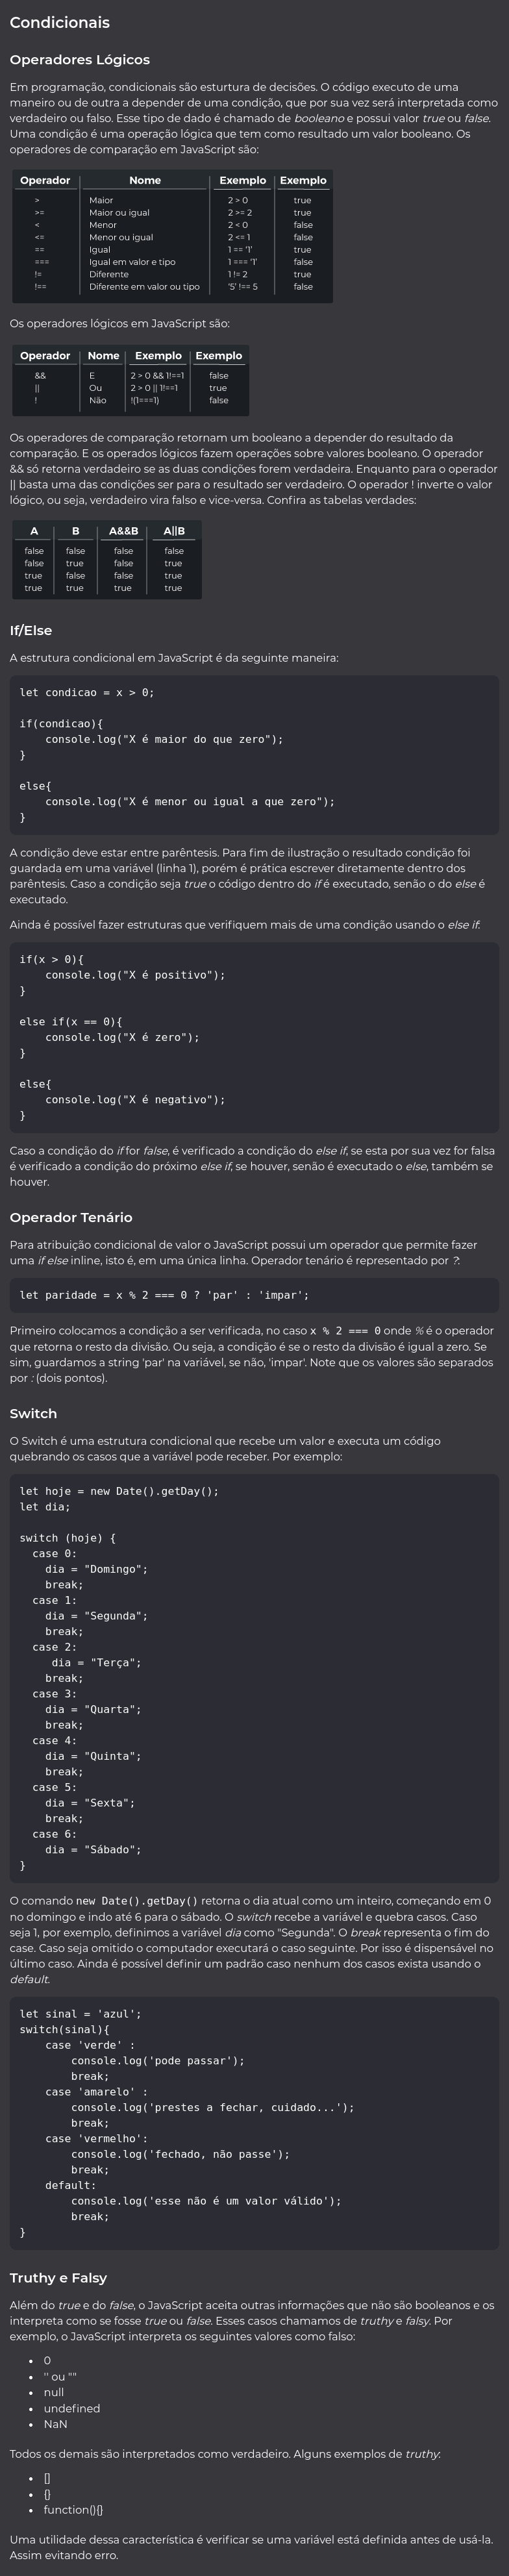 Condicionais
Operadores Lógicos
Em programação, condicionais são esturtura de decisões. O código executo de uma
maneiro ou de outra a depender de uma condição, que por sua vez será interpretada como
verdadeiro ou falso. Esse tipo de dado é chamado de booleano e possui valor true ou false.
Uma condição é uma operação lógica que tem como resultado um valor booleano. Os
operadores de comparação em JavaScript são:
Operador Nome Exemplo Exemplo
> Maior 2 > 0 true
>= Maior ou igual 2 >= 2 true
< Menor 2 < 0 false
<= Menor ou igual 2 <= 1 false
== Igual 1 == '1' true
=== Igual em valor e tipo 1 === '1' false
!= Diferente 1 != 2 true
!== Diferente em valor ou tipo '5' !== 5 false
Os operadores lógicos em JavaScript são:
Operador Nome Exemplo Exemplo
&& E 2 > 0 && 1!==1 false
|| Ou 2 > 0 || 1!==1 true
! Não !(1===1) false
Os operadores de comparação retornam um booleano a depender do resultado da
comparação. E os operados lógicos fazem operações sobre valores booleano. O operador
&& só retorna verdadeiro se as duas condições forem verdadeira. Enquanto para o operador
|| basta uma das condições ser para o resultado ser verdadeiro. O operador ! inverte o valor
lógico, ou seja, verdadeiro vira falso e vice-versa. Confira as tabelas verdades:
A B A&&B A||B
false false false false
false true false true
true false false true
true true true true
If/Else
A estrutura condicional em JavaScript é da seguinte maneira:
let condicao = x > 0;
if(condicao){
    console.log("X é maior do que zero");
}
else{
    console.log("X é menor ou igual a que zero");
}
A condição deve estar entre parêntesis. Para fim de ilustração o resultado condição foi
guardada em uma variável (linha 1), porém é prática escrever diretamente dentro dos
parêntesis. Caso a condição seja true o código dentro do if é executado, senão o do else é
executado.
Ainda é possível fazer estruturas que verifiquem mais de uma condição usando o else if:
if(x > 0){
    console.log("X é positivo");
}
else if(x == 0){
    console.log("X é zero");
}
else{
    console.log("X é negativo");
}
Caso a condição do if for false, é verificado a condição do else if, se esta por sua vez for falsa
é verificado a condição do próximo else if, se houver, senão é executado o else, também se
houver.
Operador Tenário
Para atribuição condicional de valor o JavaScript possui um operador que permite fazer
uma if else inline, isto é, em uma única linha. Operador tenário é representado por ?:
let paridade = x % 2 === 0 ? 'par' : 'impar';
Primeiro colocamos a condição a ser verificada, no caso x % 2 === 0 onde % é o operador
que retorna o resto da divisão. Ou seja, a condição é se o resto da divisão é igual a zero. Se
sim, guardamos a string 'par' na variável, se não, 'impar'. Note que os valores são separados
por : (dois pontos).
Switch
O Switch é uma estrutura condicional que recebe um valor e executa um código
quebrando os casos que a variável pode receber. Por exemplo:
let hoje = new Date().getDay();
let dia;
switch (hoje) {
  case 0:
    dia = "Domingo";
    break;
  case 1:
    dia = "Segunda";
    break;
  case 2:
     dia = "Terça";
    break;
  case 3:
    dia = "Quarta";
    break;
  case 4:
    dia = "Quinta";
    break;
  case 5:
    dia = "Sexta";
    break;
  case 6:
    dia = "Sábado";
}
O comando new Date().getDay() retorna o dia atual como um inteiro, começando em 0
no domingo e indo até 6 para o sábado. O switch recebe a variável e quebra casos. Caso
seja 1, por exemplo, definimos a variável dia como "Segunda". O break representa o fim do
case. Caso seja omitido o computador executará o caso seguinte. Por isso é dispensável no
último caso. Ainda é possível definir um padrão caso nenhum dos casos exista usando o
default.
let sinal = 'azul';
switch(sinal){
    case 'verde' :
        console.log('pode passar');
        break;
    case 'amarelo' :
        console.log('prestes a fechar, cuidado...');
        break;
    case 'vermelho':
        console.log('fechado, não passe');
        break;
    default:
        console.log('esse não é um valor válido');
        break;
}
Truthy e Falsy
Além do true e do false, o JavaScript aceita outras informações que não são booleanos e os
interpreta como se fosse true ou false. Esses casos chamamos de truthy e falsy. Por
exemplo, o JavaScript interpreta os seguintes valores como falso:
• 0
• '' ou ""
• null
• undefined
• NaN
Todos os demais são interpretados como verdadeiro. Alguns exemplos de truthy:
• []
• {}
• function(){}
Uma utilidade dessa característica é verificar se uma variável está definida antes de usá-la.
Assim evitando erro.